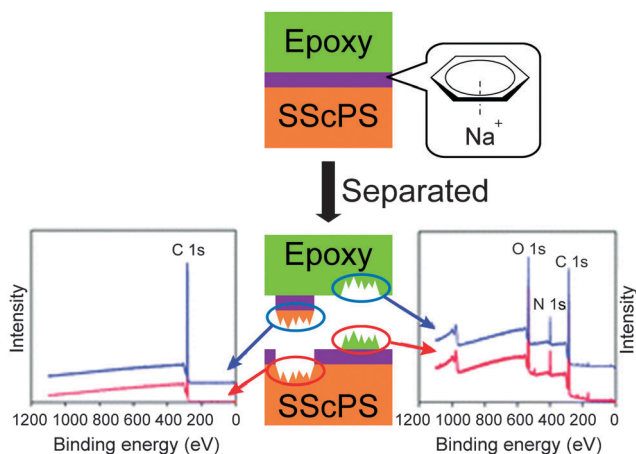 Epoxy
SScPS
Na+
Separated
C 1s
Intensity
1200 1000 800 600 400 200 0
Binding energy (eV)
Epoxy
SScPS
O 1s
C 1s
N 1s
Intensity
1200 1000 800 600 400 200 0
Binding energy (eV)